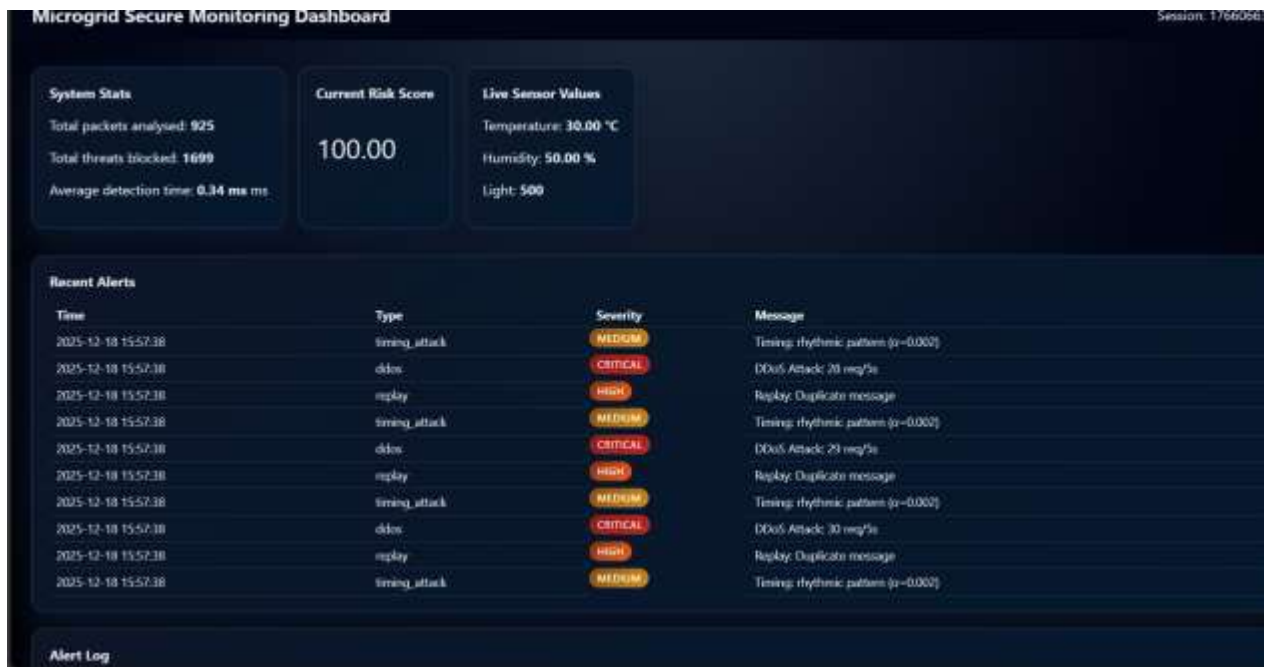 Microgrid Secure Monitoring Dashboard
Session: 1766066
System Stats
Total packets analysed: 925
Total threats blocked: 1699
Average detection time: 0.34 ms ms
Current Risk Score
100.00
Live Sensor Values
Temperature: 30.00 °C
Humidity: 50.00 %
Light: 500
Recent Alerts
Time Type Severity Message
2025-12-18 15:57:38 timing_attack MEDIUM Timing: rhythmic pattern (σ=0.002)
2025-12-18 15:57:38 ddos CRITICAL DDoS Attack: 28 req/5s
2025-12-18 15:57:38 replay HIGH Replay: Duplicate message
2025-12-18 15:57:38 timing_attack MEDIUM Timing: rhythmic pattern (σ=0.002)
2025-12-18 15:57:38 ddos CRITICAL DDoS Attack: 29 req/5s
2025-12-18 15:57:38 replay HIGH Replay: Duplicate message
2025-12-18 15:57:38 timing_attack MEDIUM Timing: rhythmic pattern (σ=0.002)
2025-12-18 15:57:38 ddos CRITICAL DDoS Attack: 30 req/5s
2025-12-18 15:57:38 replay HIGH Replay: Duplicate message
2025-12-18 15:57:38 timing_attack MEDIUM Timing: rhythmic pattern (σ=0.002)
Alert Log